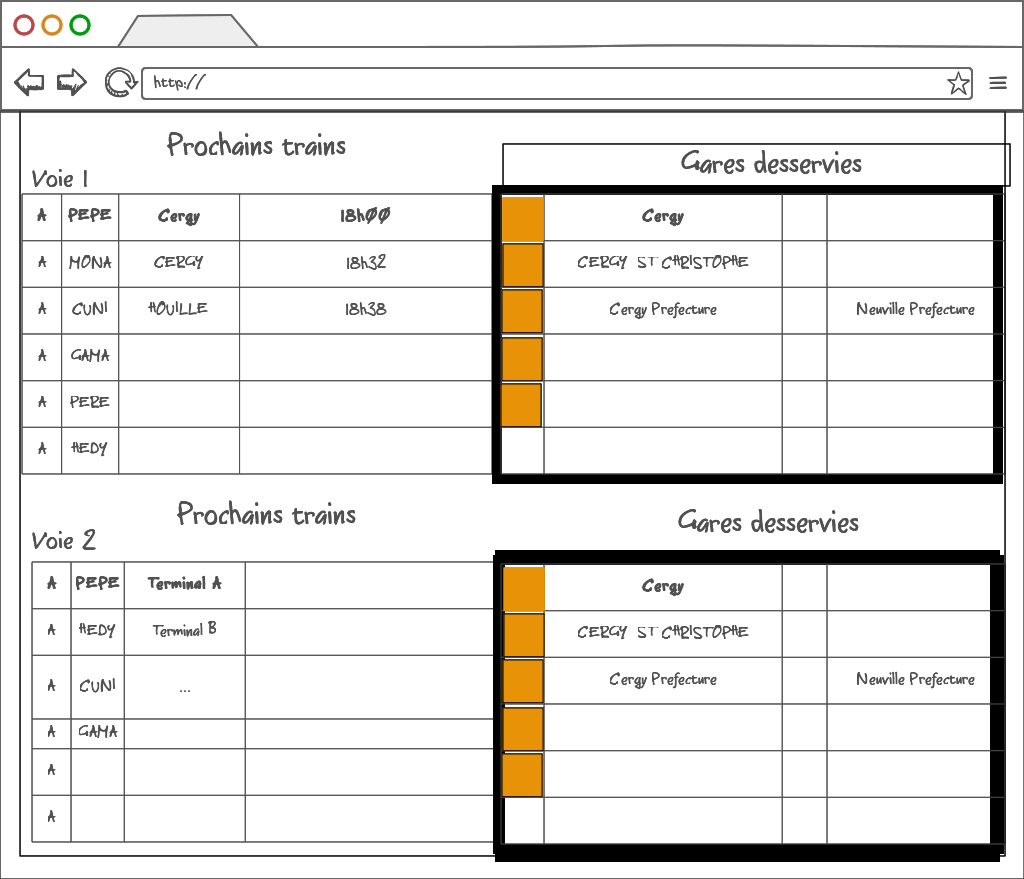 http://
Prochains trains
Gares desservies
Voie 1
A PEPE Cergy 18h00 Cergy
A MONA CERGY 18h32 CERGY ST CHRISTOPHE
A CUNI HOUILLE 18h38 Cergy Prefecture Neuville Prefecture
A GAMA
A PERE
A HEDY
Prochains trains
Gares desservies
Voie 2
A PEPE Terminal A Cergy
A HEDY Terminal B CERGY ST CHRISTOPHE
A CUNI ... Cergy Prefecture Neuville Prefecture
A GAMA
A
A